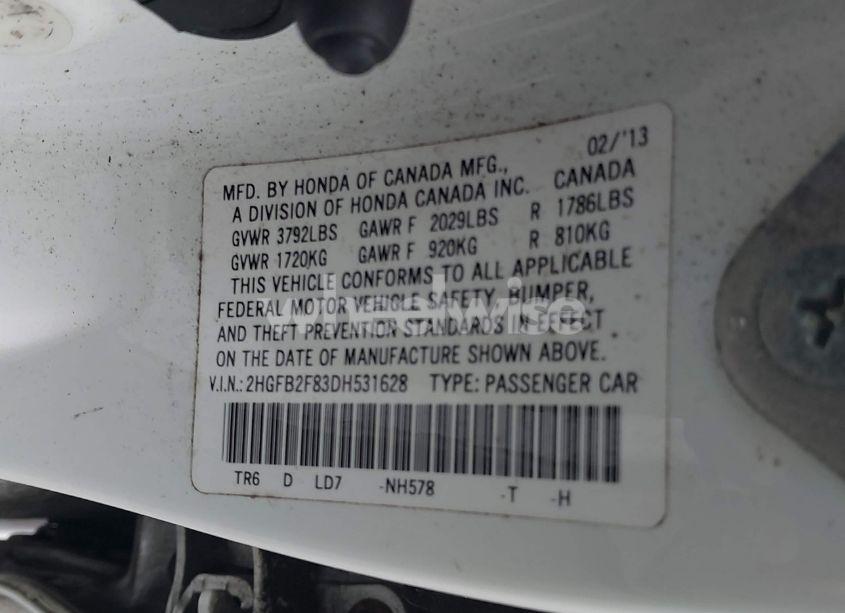 02/'13
MFD. BY HONDA OF CANADA MFG.,
A DIVISION OF HONDA CANADA INC. CANADA
GVWR 3792LBS GAWR F 2029LBS R 1786LBS
GVWR 1720KG GAWR F 920KG R 810KG
THIS VEHICLE CONFORMS TO ALL APPLICABLE
FEDERAL MOTOR VEHICLE SAFETY, BUMPER,
AND THEFT PREVENTION STANDARDS IN EFFECT
ON THE DATE OF MANUFACTURE SHOWN ABOVE.
V.I.N.: 2HGFB2F83DH531628 TYPE: PASSENGER CAR
TR6 D LD7 -NH578 -T -H
wheelwise